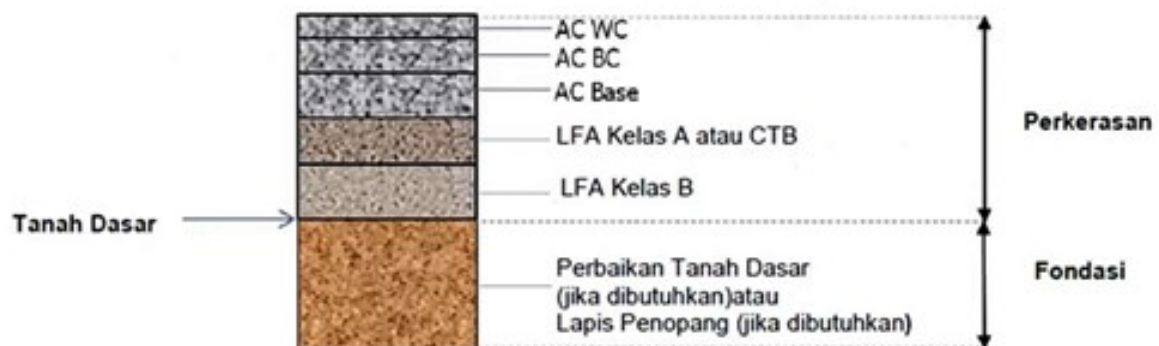 AC WC
AC BC
AC Base
Perkerasan
LFA Kelas A atau CTB
LFA Kelas B
Tanah Dasar
Perbaikan Tanah Dasar
(jika dibutuhkan)atau
Lapis Penopang (jika dibutuhkan)
Fondasi